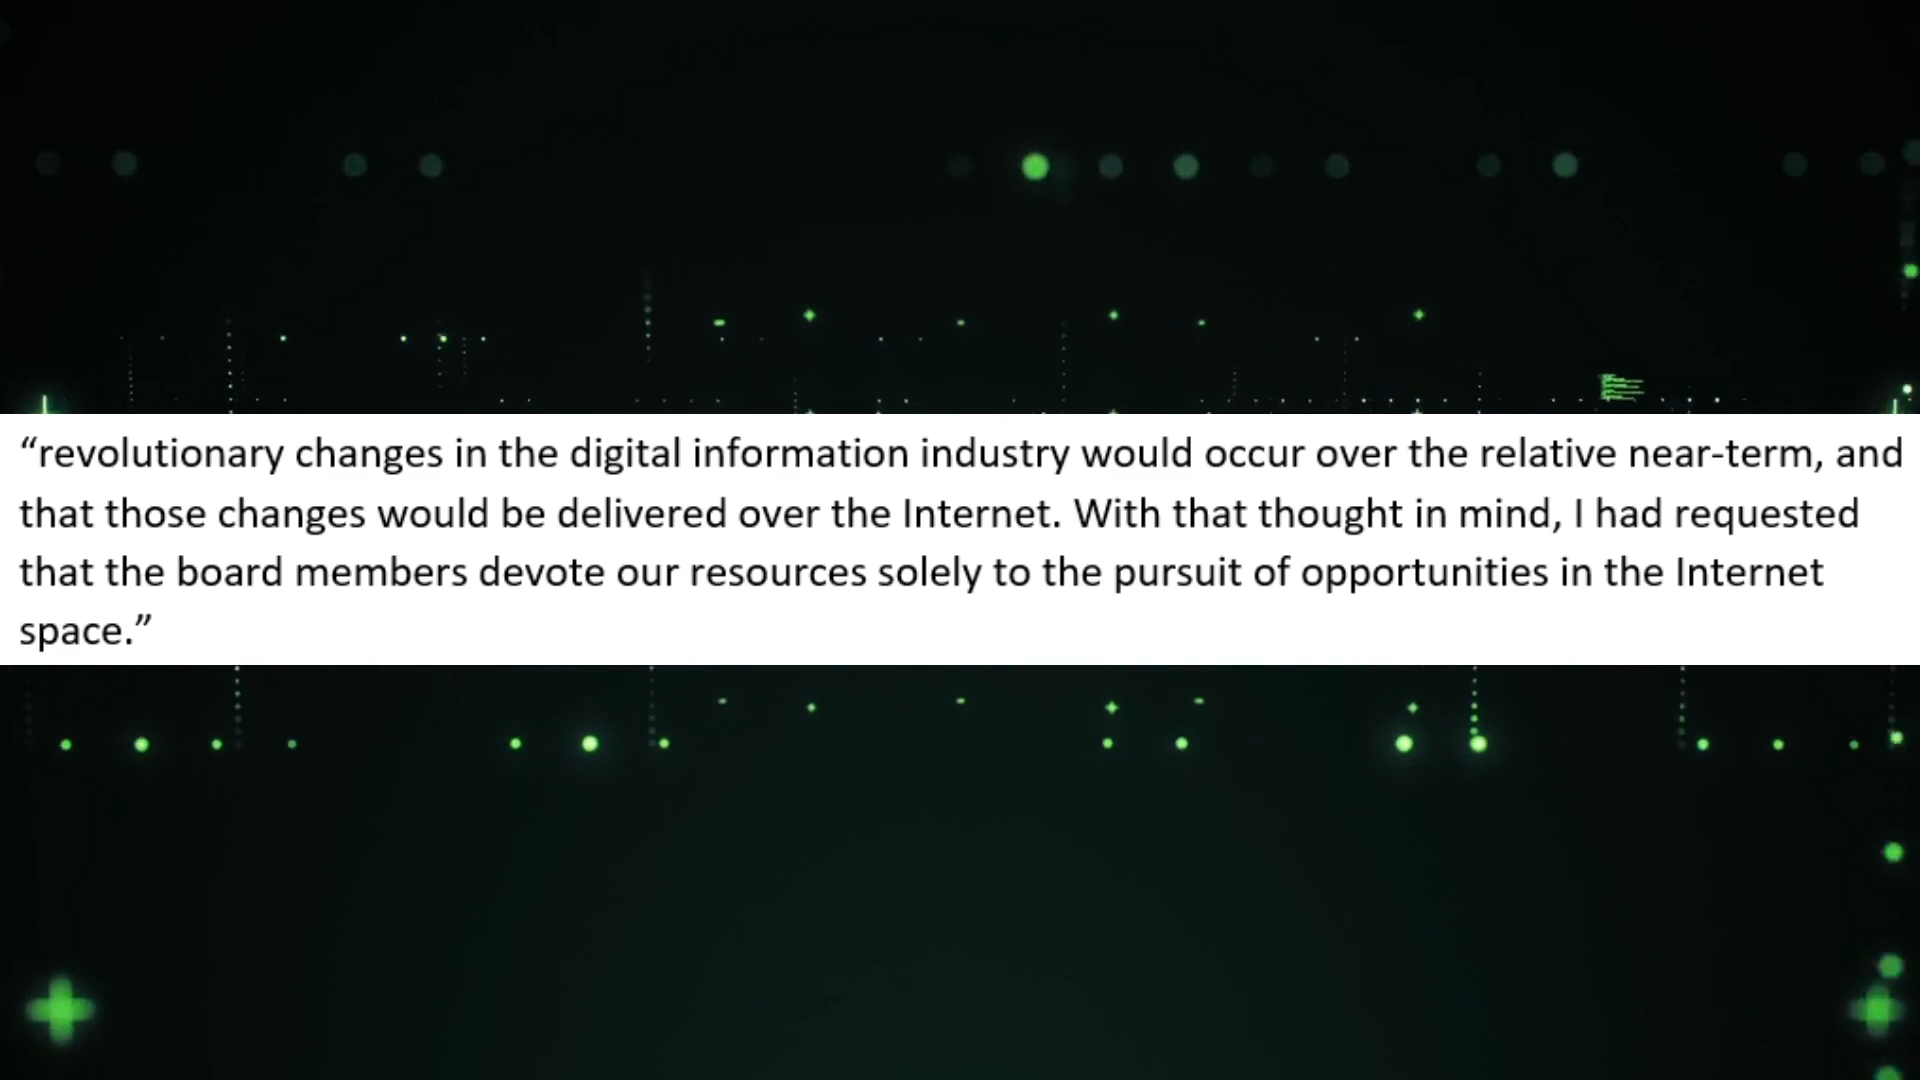 “revolutionary changes in the digital information industry would occur over the relative near-term, and
that those changes would be delivered over the Internet. With that thought in mind, I had requested
that the board members devote our resources solely to the pursuit of opportunities in the Internet
space.”